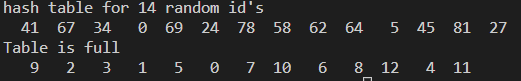 hash table for 14 random id's
41 67 34 0 69 24 78 58 62 64 5 45 81 27
Table is full
9 2 3 1 5 0 7 10 6 8 12 4 11